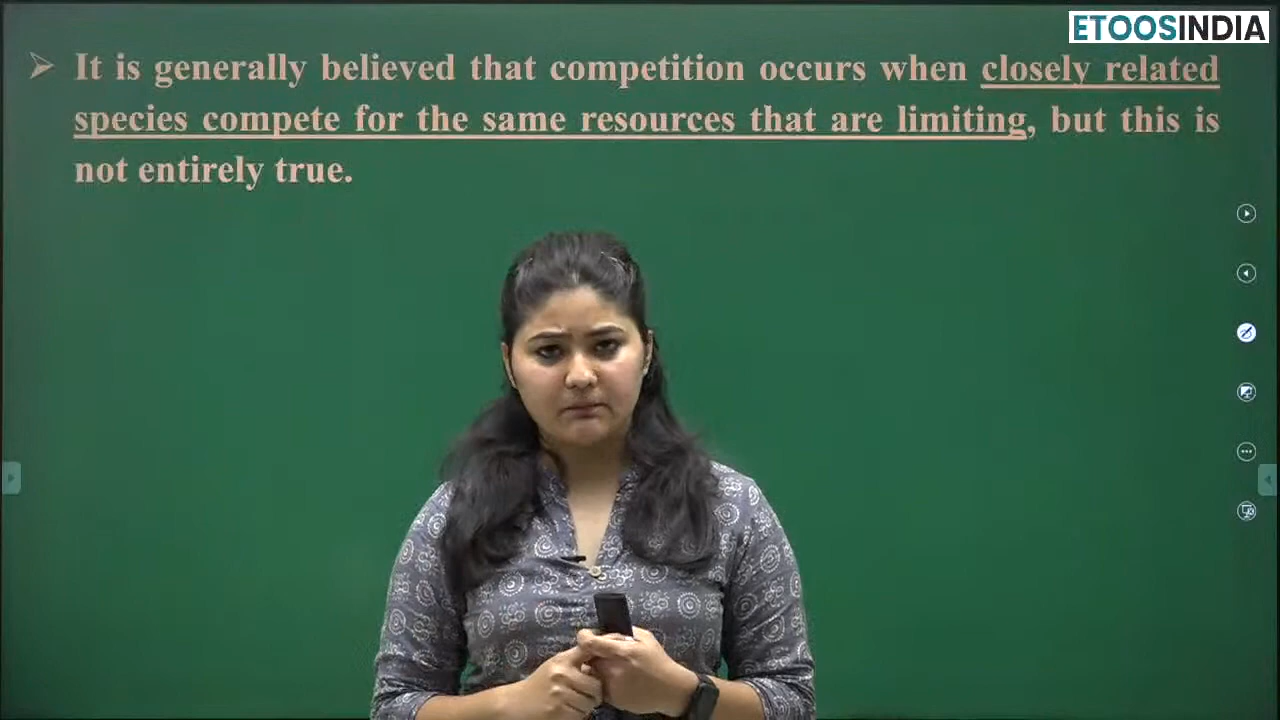 ETOOSINDIA
➢ It is generally believed that competition occurs when closely related
species compete for the same resources that are limiting, but this is
not entirely true.